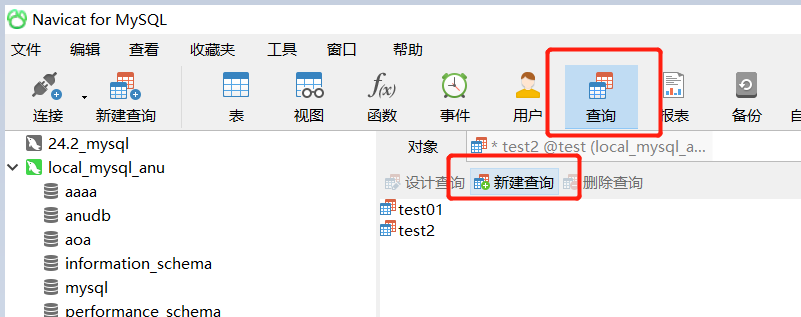 Navicat for MySQL
文件 编辑 查看 收藏夹 工具 窗口 帮助
连接 新建查询 表 视图 f(x) 函数 事件 用户 查询 报表 备份
24.2_mysql
对象 * test2 @test (local_mysql_a...
local_mysql_anu
设计查询 新建查询 删除查询
aaaa
test01
anudb
test2
aoa
information_schema
mysql
performance_schema